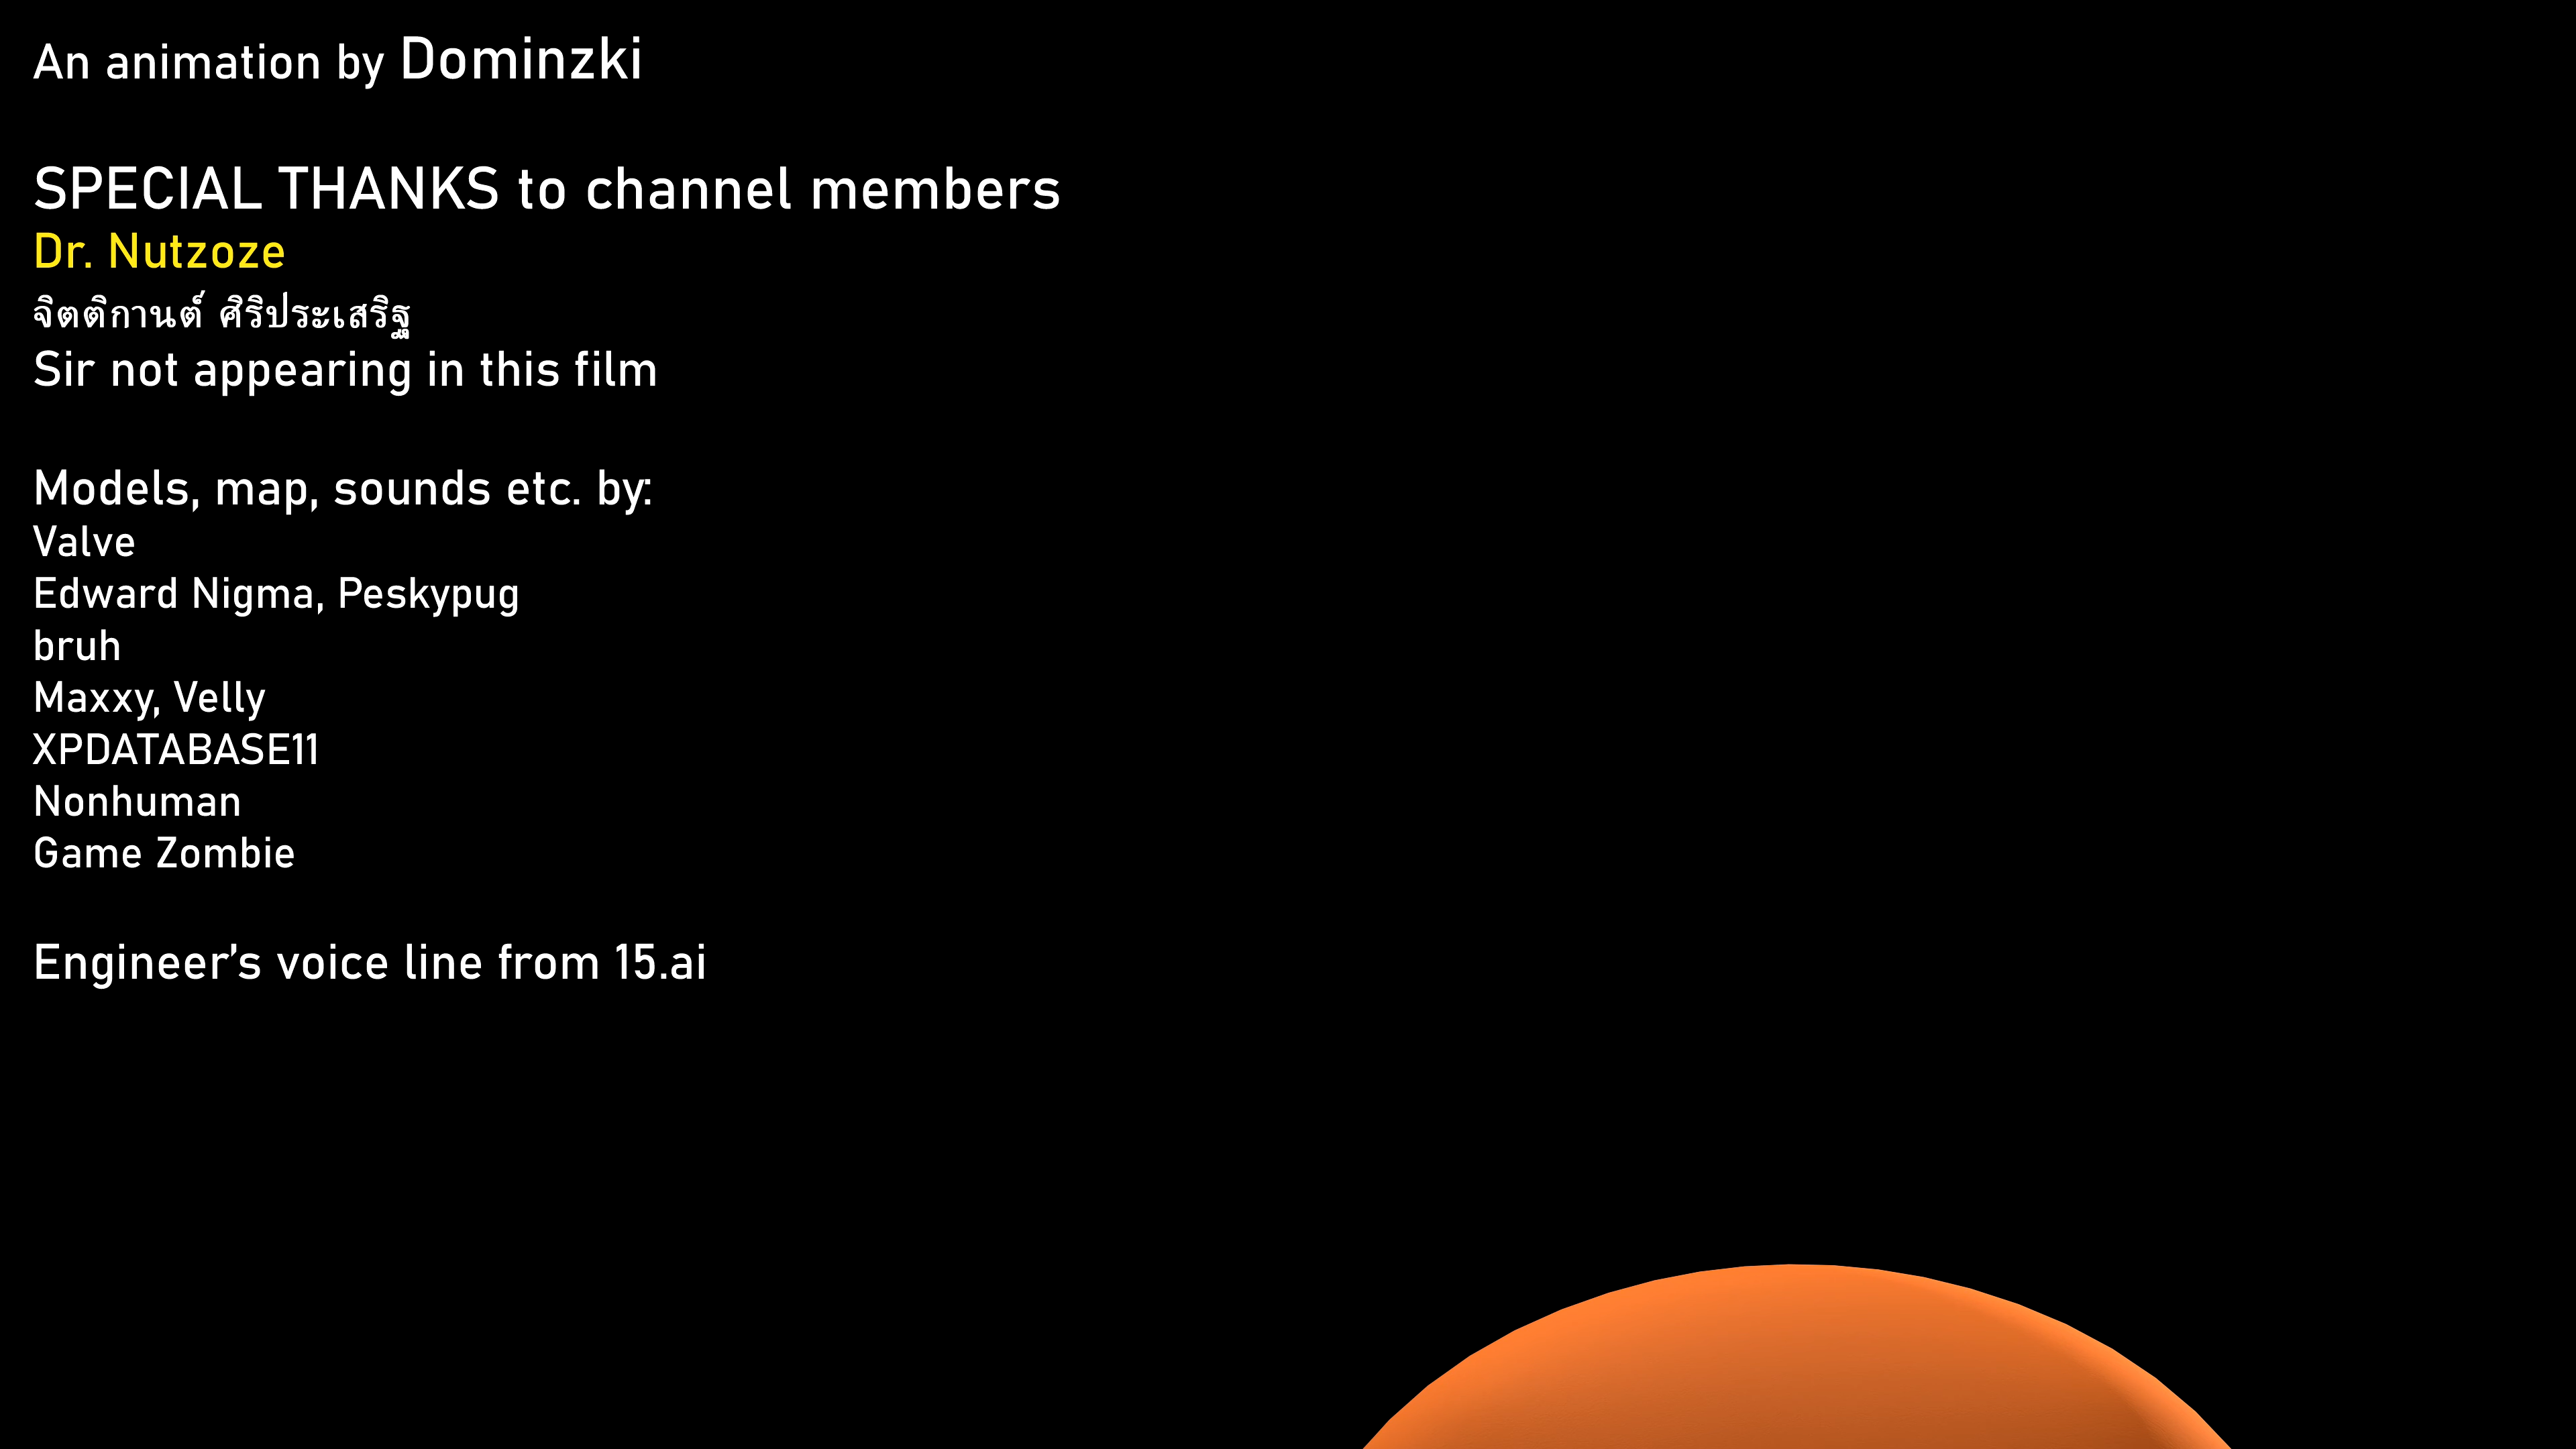 An animation by Dominzki
SPECIAL THANKS to channel members
Dr. Nutzoze
จิตติกานต์ ศิริประเสริฐ
Sir not appearing in this film
Models, map, sounds etc. by:
Valve
Edward Nigma, Peskypug
bruh
Maxxy, Velly
XPDATABASE11
Nonhuman
Game Zombie
Engineer’s voice line from 15.ai